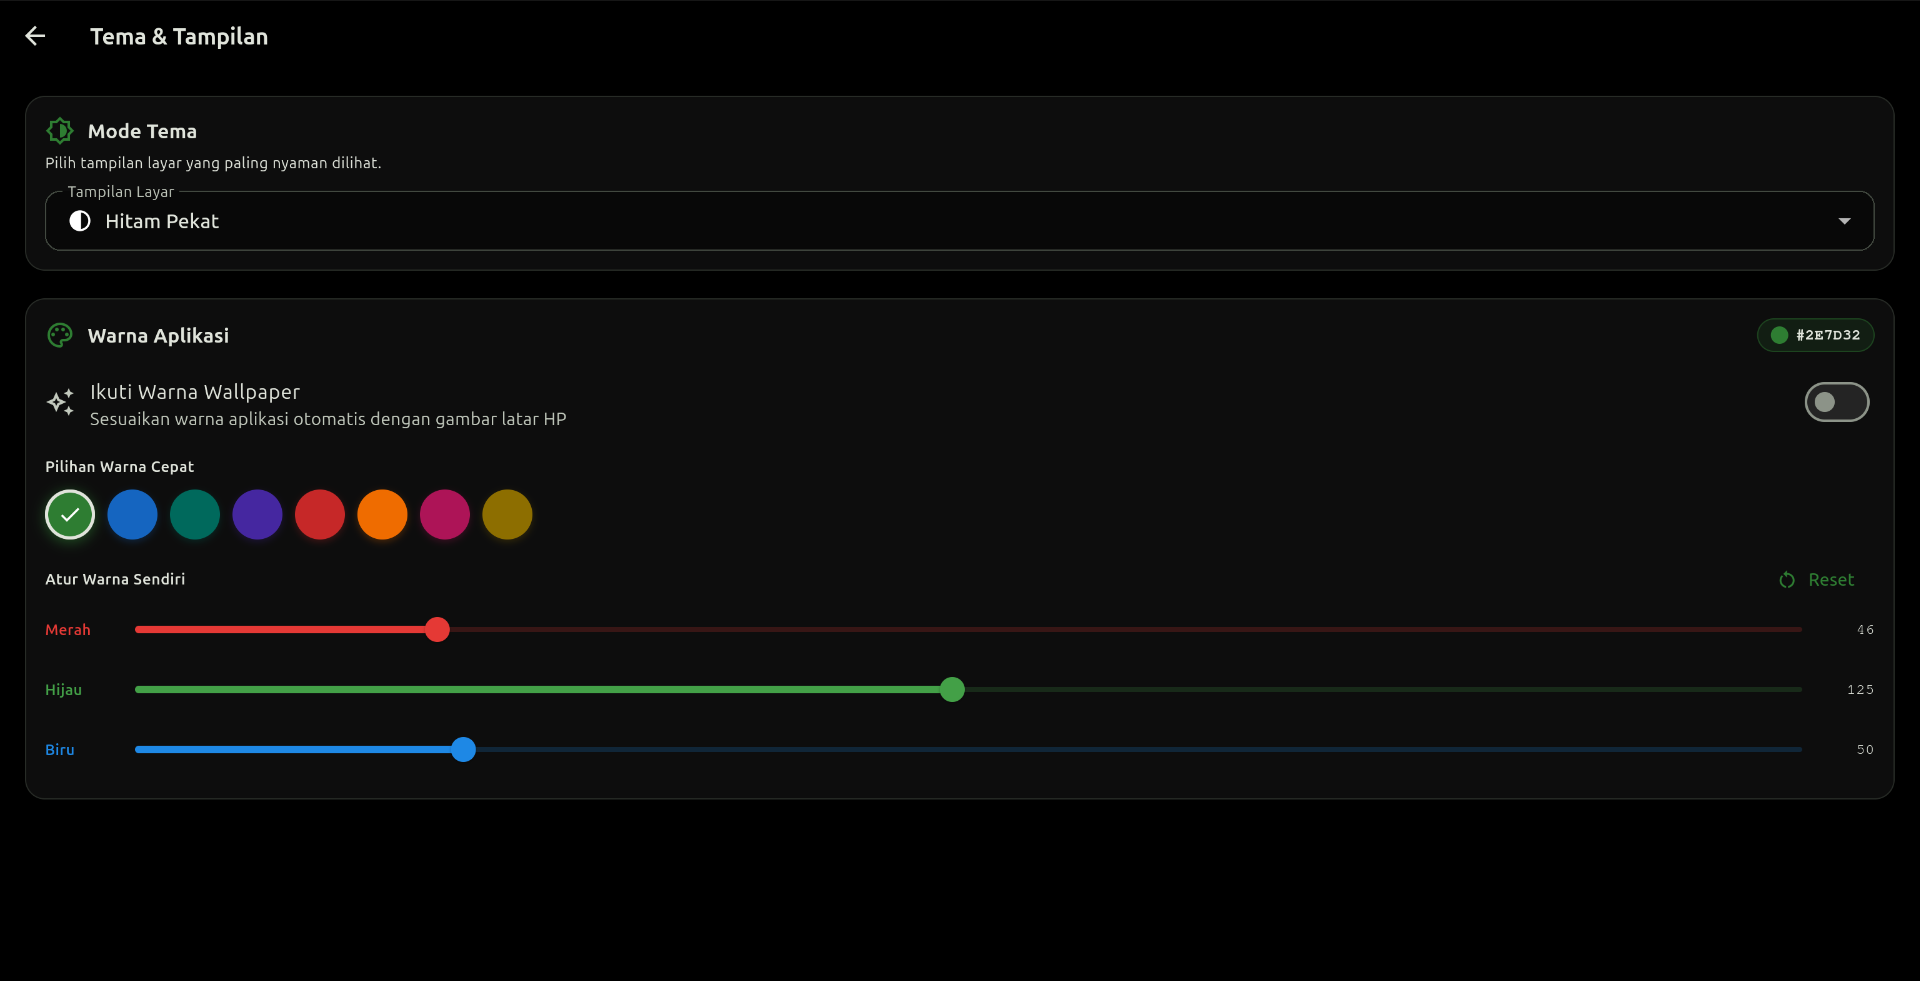 Tema & Tampilan
Mode Tema
Pilih tampilan layar yang paling nyaman dilihat.
Tampilan Layar
Hitam Pekat
Warna Aplikasi
#2E7D32
Ikuti Warna Wallpaper
Sesuaikan warna aplikasi otomatis dengan gambar latar HP
Pilihan Warna Cepat
Atur Warna Sendiri
Reset
Merah
46
Hijau
125
Biru
50